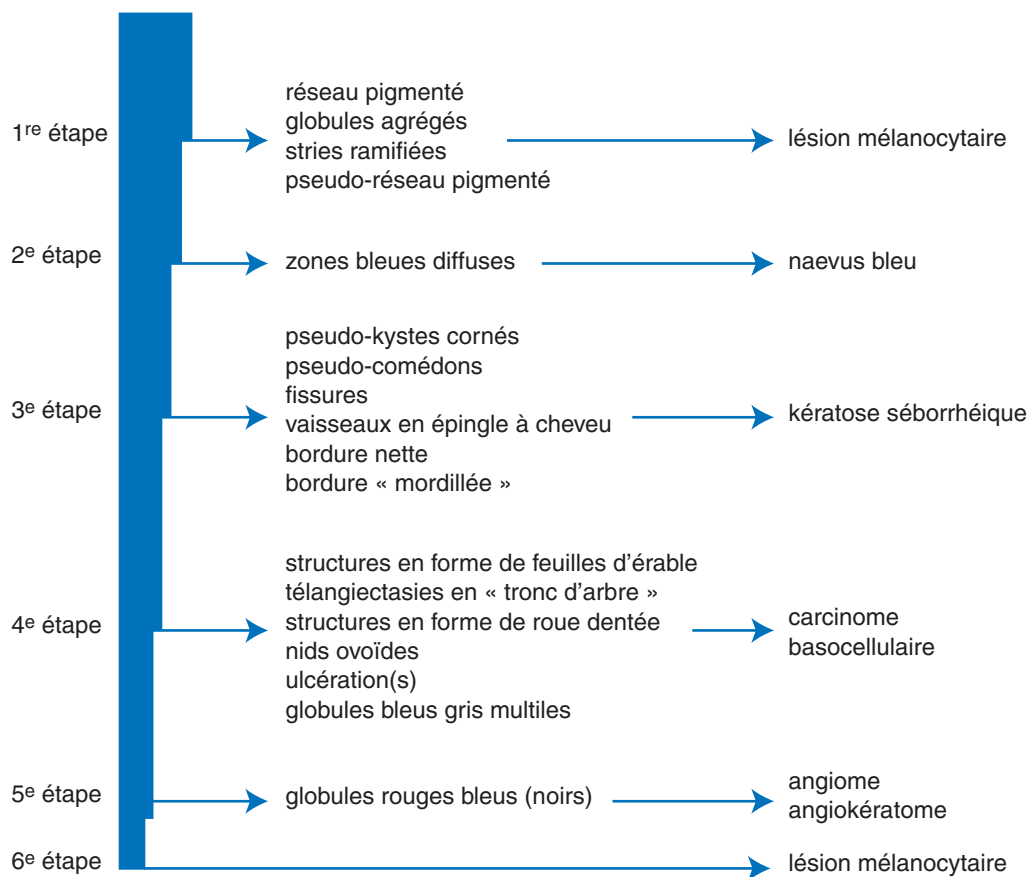 1re étape
réseau pigmenté
globules agrégés
stries ramifiées
pseudo-réseau pigmenté
lésion mélanocytaire
2e étape
zones bleues diffuses
naevus bleu
3e étape
pseudo-kystes cornés
pseudo-comédons
fissures
vaisseaux en épingle à cheveu
bordure nette
bordure « mordillée »
kératose séborrhéique
4e étape
structures en forme de feuilles d'érable
télangiectasies en « tronc d'arbre »
structures en forme de roue dentée
nids ovoïdes
ulcération(s)
globules bleus gris multiles
carcinome
basocellulaire
5e étape
globules rouges bleus (noirs)
angiome
angiokératome
6e étape
lésion mélanocytaire